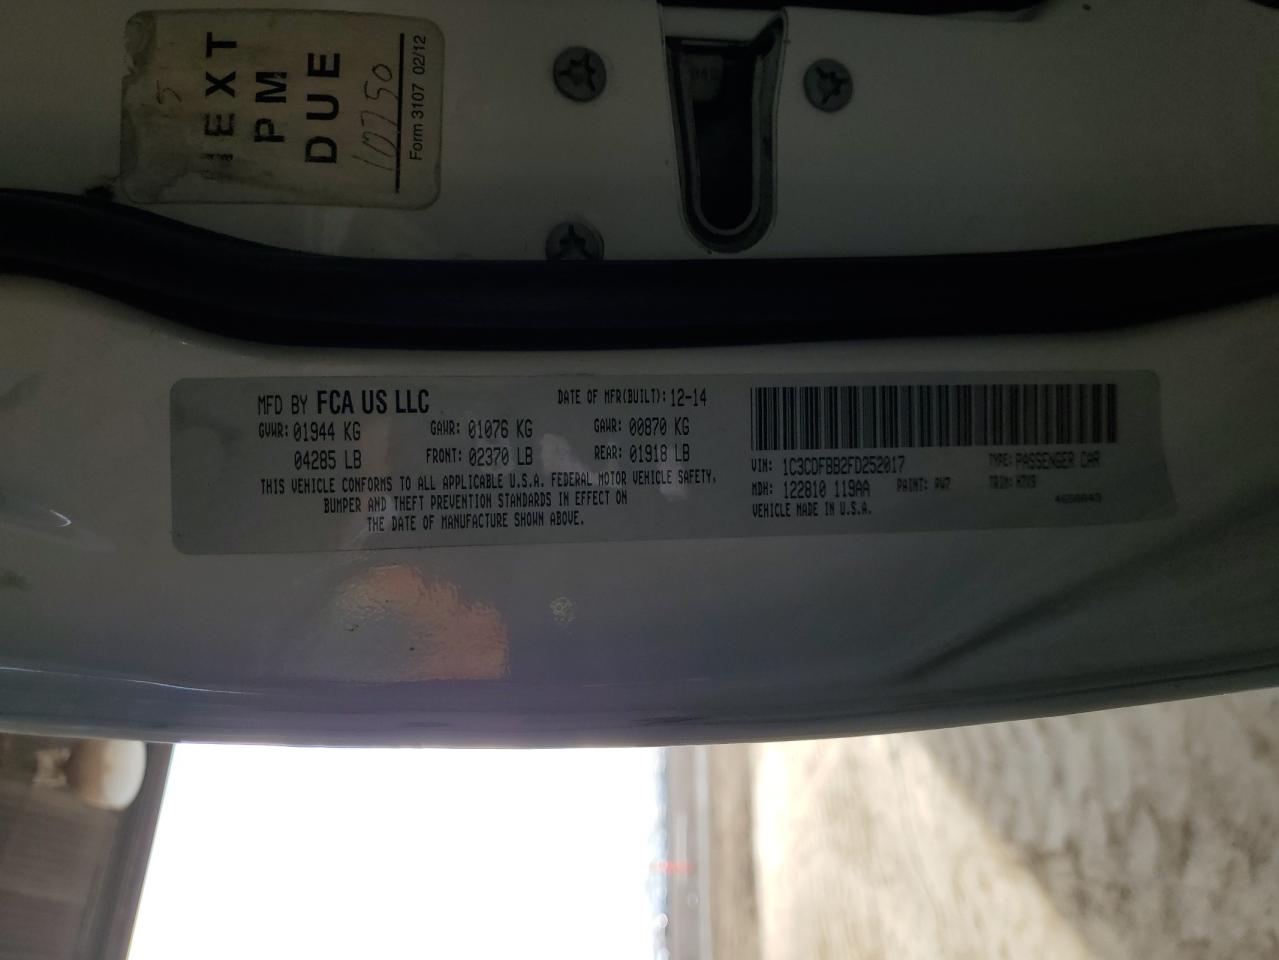 NEXT
PM
DUE
Form 3107 02/12
MFD BY FCA US LLC
DATE OF MFR(BUILT): 12-14
GVWR: 01944 KG
GAWR: 01076 KG
GAWR: 00870 KG
04285 LB
FRONT: 02370 LB
REAR: 01918 LB
THIS VEHICLE CONFORMS TO ALL APPLICABLE U.S.A. FEDERAL MOTOR VEHICLE SAFETY,
BUMPER AND THEFT PREVENTION STANDARDS IN EFFECT ON
THE DATE OF MANUFACTURE SHOWN ABOVE.
VIN: 1C3CDFBB2FD252017
TYPE: PASSENGER CAR
MDH: 122810 119AA
PAINT: PW7
TRIM: H7V9
VEHICLE MADE IN U.S.A.